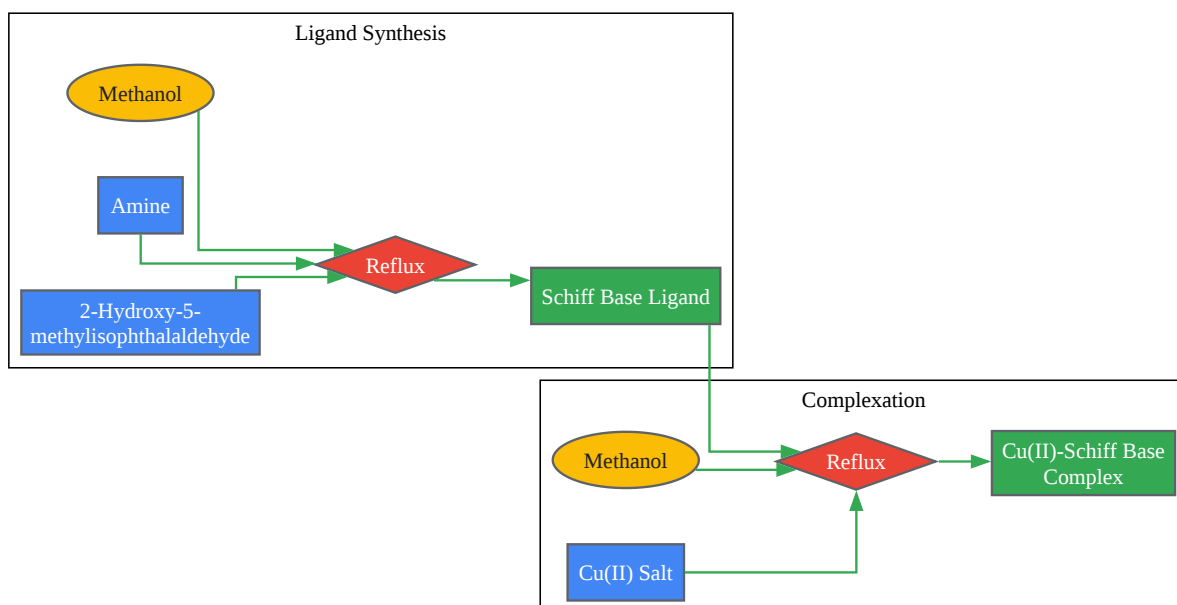 Ligand Synthesis
Methanol
Amine
Reflux
2-Hydroxy-5-
methylisophthalaldehyde
Schiff Base Ligand
Complexation
Methanol
Reflux
Cu(II)-Schiff Base
Complex
Cu(II) Salt